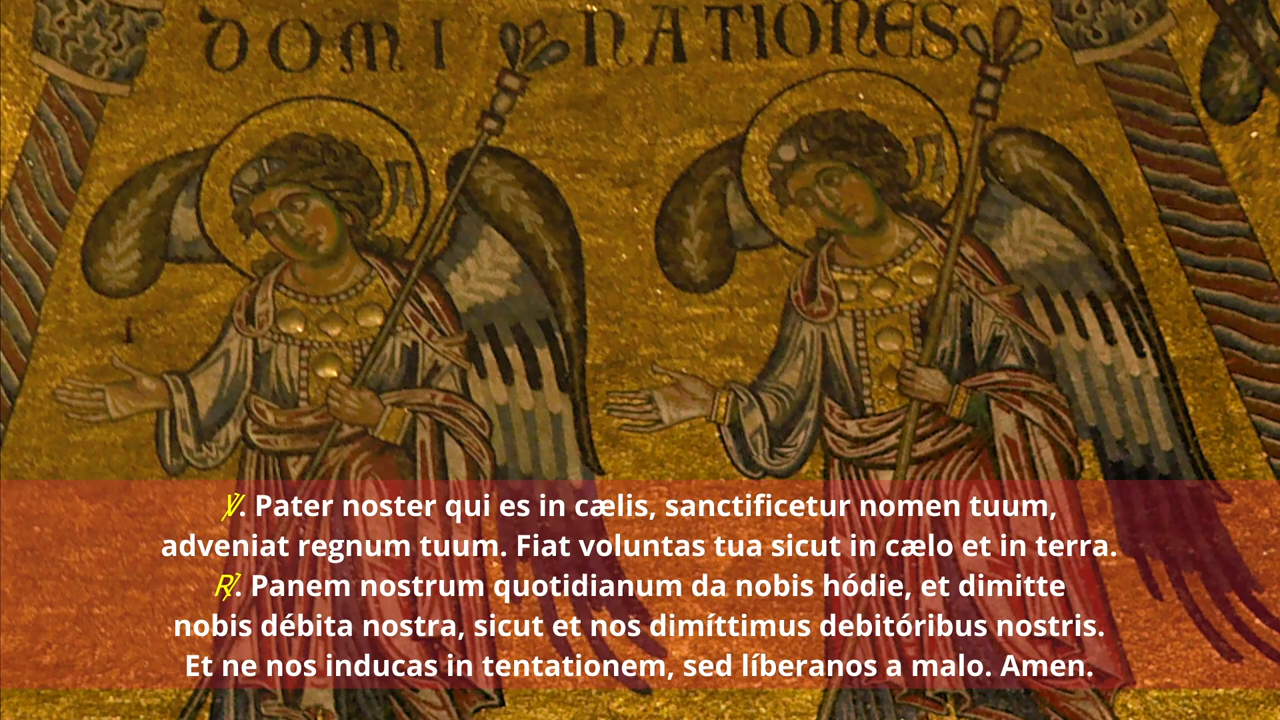 DOMINATIONES
℣. Pater noster qui es in cælis, sanctificetur nomen tuum,
adveniat regnum tuum. Fiat voluntas tua sicut in cælo et in terra.
℟. Panem nostrum quotidianum da nobis hódie, et dimitte
nobis débita nostra, sicut et nos dimíttimus debitóribus nostris.
Et ne nos inducas in tentationem, sed líberanos a malo. Amen.